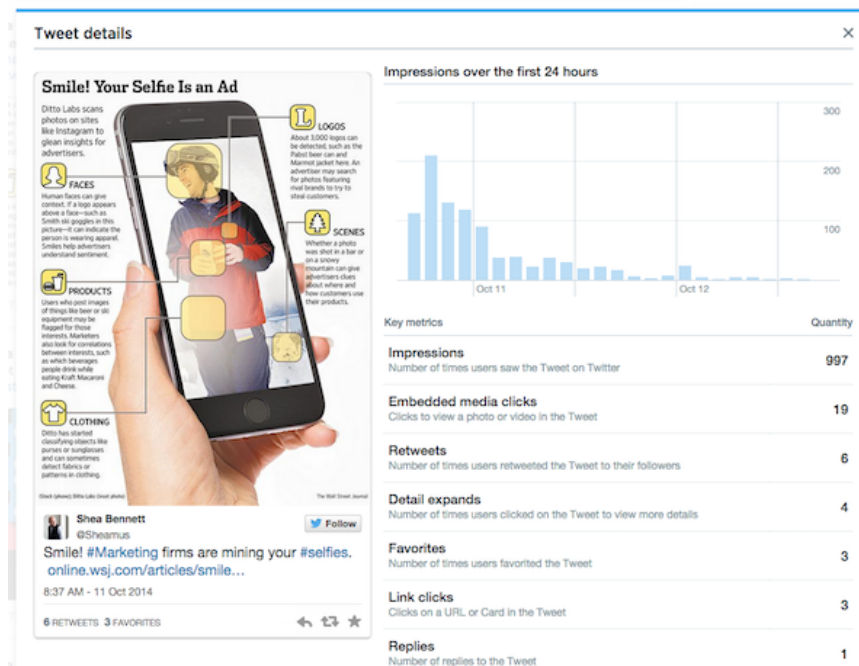 Tweet details
×
Smile! Your Selfie Is an Ad
Ditto Labs scans
photos on sites
like Instagram to
glean insights for
advertisers.
FACES
Human faces can give
context. If a logo appears
above a face—such as
Smith ski goggles in this
picture—it can indicate the
person is wearing apparel.
Smiles help advertisers
understand sentiment.
PRODUCTS
Users who post images
of things like beer or ski
equipment may be
flagged for those
interests. Marketers
also look for correlations
between interests, such
as which beverages
people drink while
eating Kraft Macaroni
and Cheese.
CLOTHING
Ditto has started
classifying objects like
purses or sunglasses
and can sometimes
detect fabrics or
patterns in clothing.
L
LOGOS
About 3,000 logos can
be detected, such as the
Pabst beer can and
Marmot jacket here. An
advertiser may search
for photos featuring
rival brands to try to
steal customers.
SCENES
Whether a photo
was shot in a bar or
on a snowy
mountain can give
advertisers clues
about where and
how customers use
their products.
iStock (phone); Ditto Labs (inset photo)
The Wall Street Journal
Shea Bennett
@Sheamus
Follow
Smile! #Marketing firms are mining your #selfies.
online.wsj.com/articles/smile…
8:37 AM - 11 Oct 2014
6 RETWEETS 3 FAVORITES
Impressions over the first 24 hours
300
200
100
Oct 11
Oct 12
Key metrics Quantity
Impressions
Number of times users saw the Tweet on Twitter
997
Embedded media clicks
Clicks to view a photo or video in the Tweet
19
Retweets
Number of times users retweeted the Tweet to their followers
6
Detail expands
Number of times users clicked on the Tweet to view more details
4
Favorites
Number of times users favorited the Tweet
3
Link clicks
Clicks on a URL or Card in the Tweet
3
Replies
Number of replies to the Tweet
1